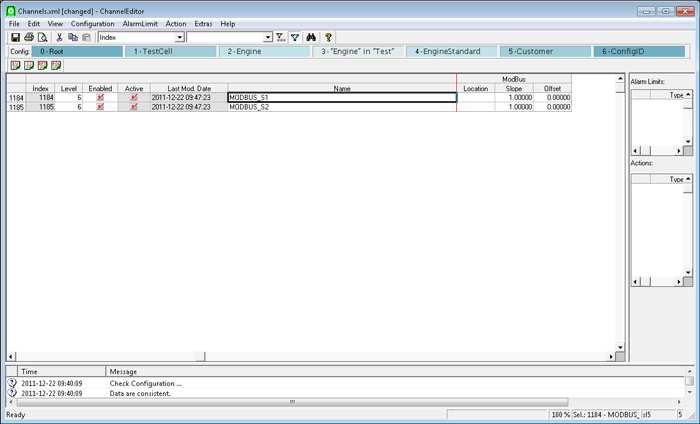 Channels.xml [changed] - ChannelEditor
File Edit View Configuration AlarmLimit Action Extras Help
Index
Config: 0 - Root 1 - TestCell 2 - Engine 3 - "Engine" in "Test" 4 - EngineStandard 5 - Customer 6 - ConfigID
ModBus
Index Level Enabled Active Last Mod. Date Name Location Slope Offset
1184 1184 6 2011-12-22 09:47:23 MODBUS_S1 1.00000 0.00000
1185 1185 6 2011-12-22 09:47:23 MODBUS_S2 1.00000 0.00000
Alarm Limits:
Type
Actions:
Type
Time Message
2011-12-22 09:40:09 Check Configuration ...
2011-12-22 09:40:09 Data are consistent.
Ready 100 % Sel.: 1184 - MODBUS_ sl5 5